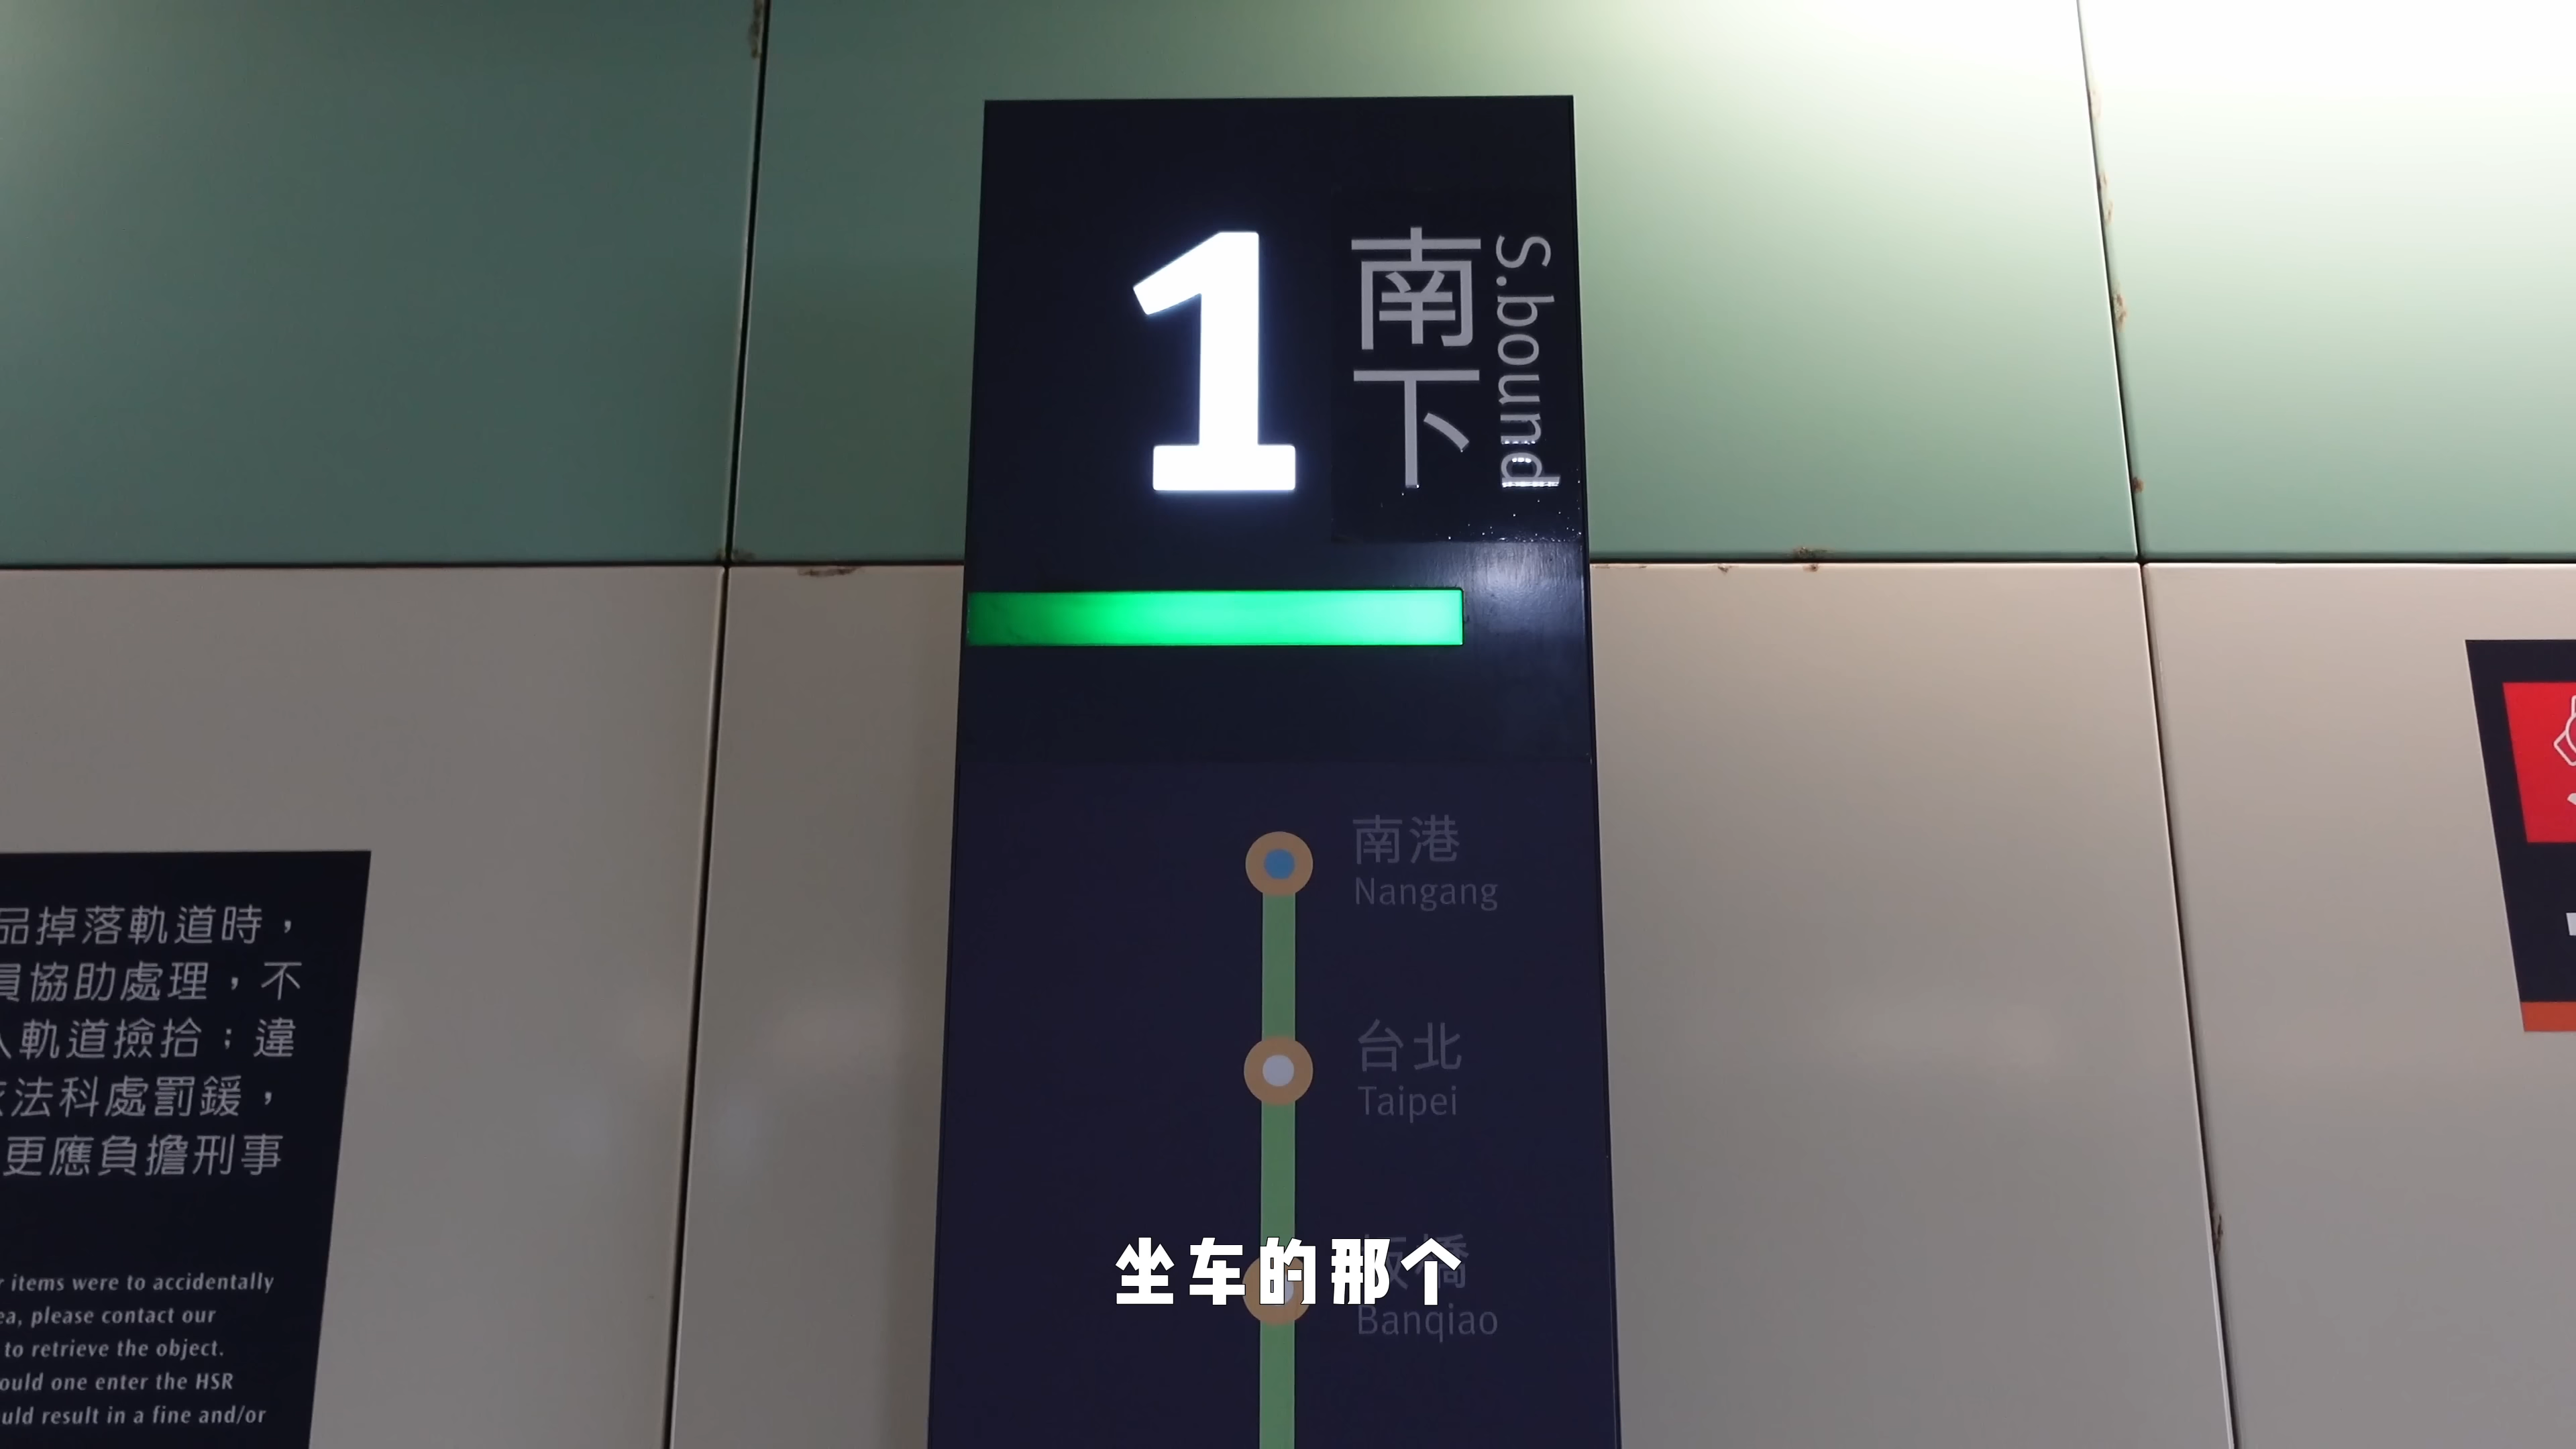 1
南下
S.bound
南港
Nangang
台北
Taipei
板橋
Banqiao
坐车的那个
品掉落軌道時，
員協助處理，不
入軌道撿拾；違
依法科處罰鍰，
更應負擔刑事
r items were to accidentally
ea, please contact our
to retrieve the object.
ould one enter the HSR
uld result in a fine and/or